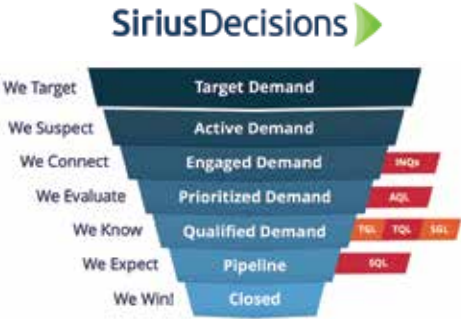 SiriusDecisions
We Target Target Demand
We Suspect Active Demand
We Connect Engaged Demand INQs
We Evaluate Prioritized Demand AQL
We Know Qualified Demand TGL TQL SGL
We Expect Pipeline SQL
We Win! Closed